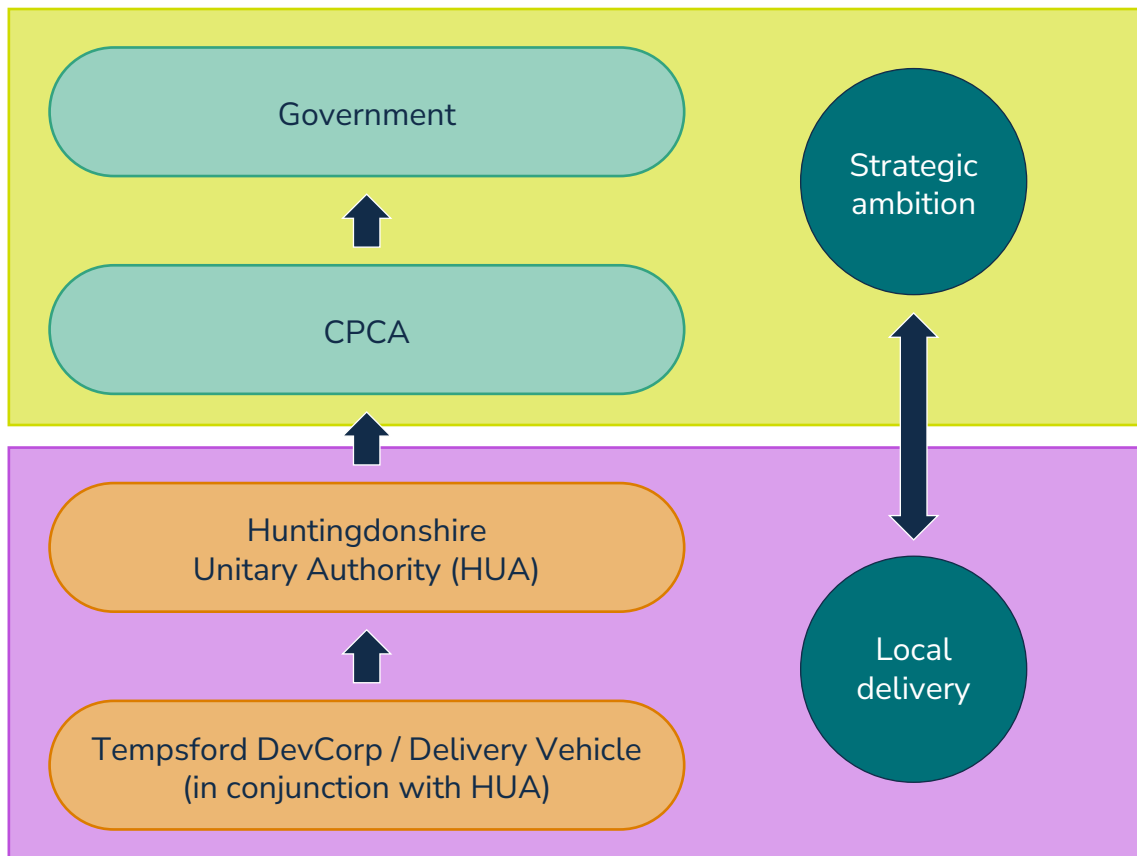 Government
Strategic
ambition
CPCA
Huntingdonshire
Unitary Authority (HUA)
Local
delivery
Tempsford DevCorp / Delivery Vehicle
(in conjunction with HUA)